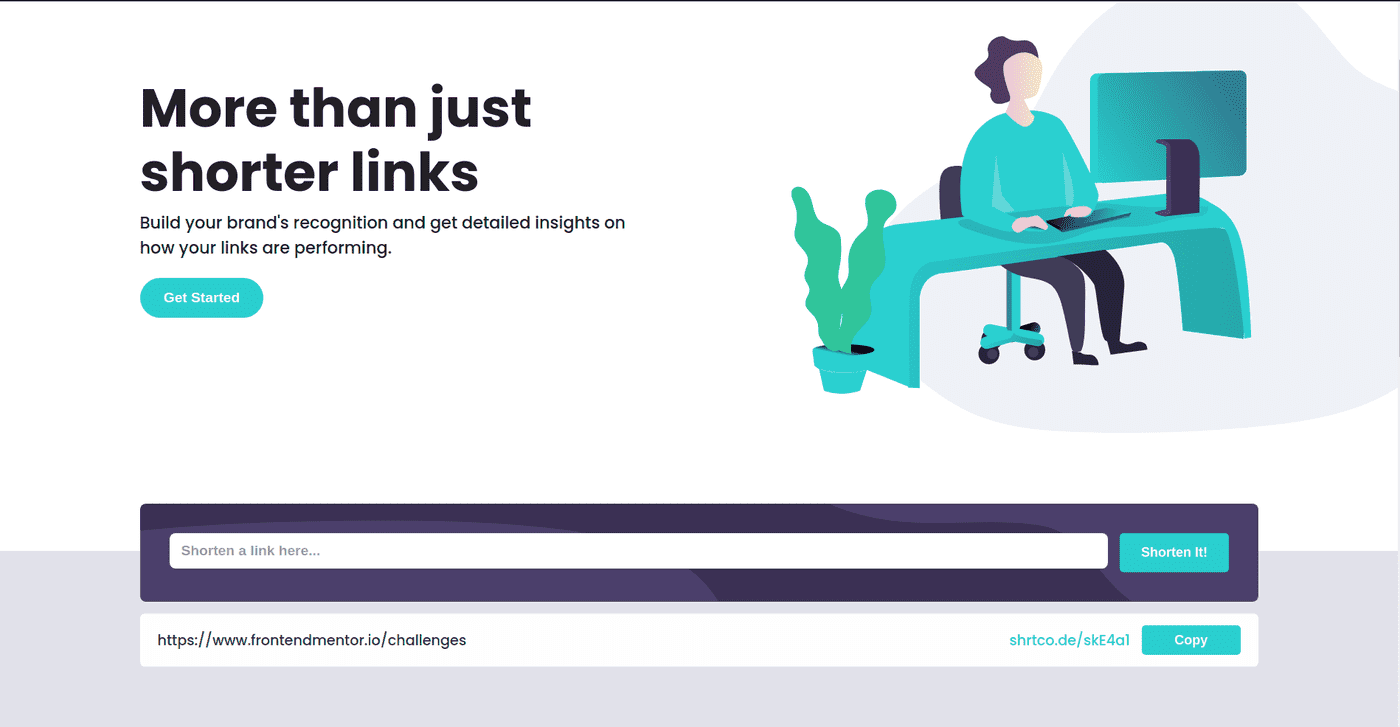 More than just
shorter links
Build your brand's recognition and get detailed insights on
how your links are performing.
Get Started
Shorten a link here...
Shorten It!
https://www.frontendmentor.io/challenges
shrtco.de/skE4a1
Copy